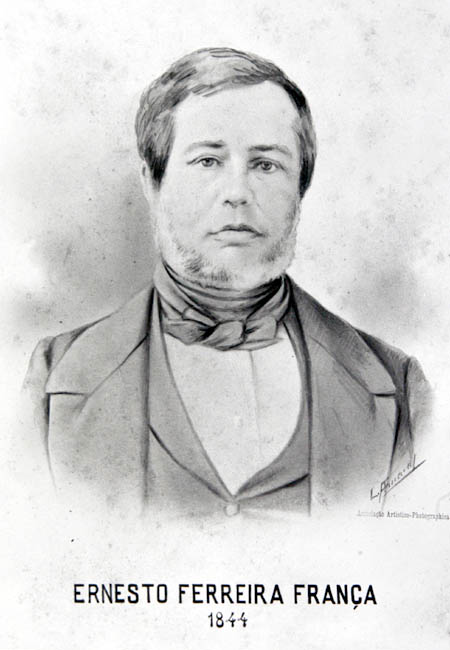 Associação Artistico-Photographica
ERNESTO FERREIRA FRANÇA
1844